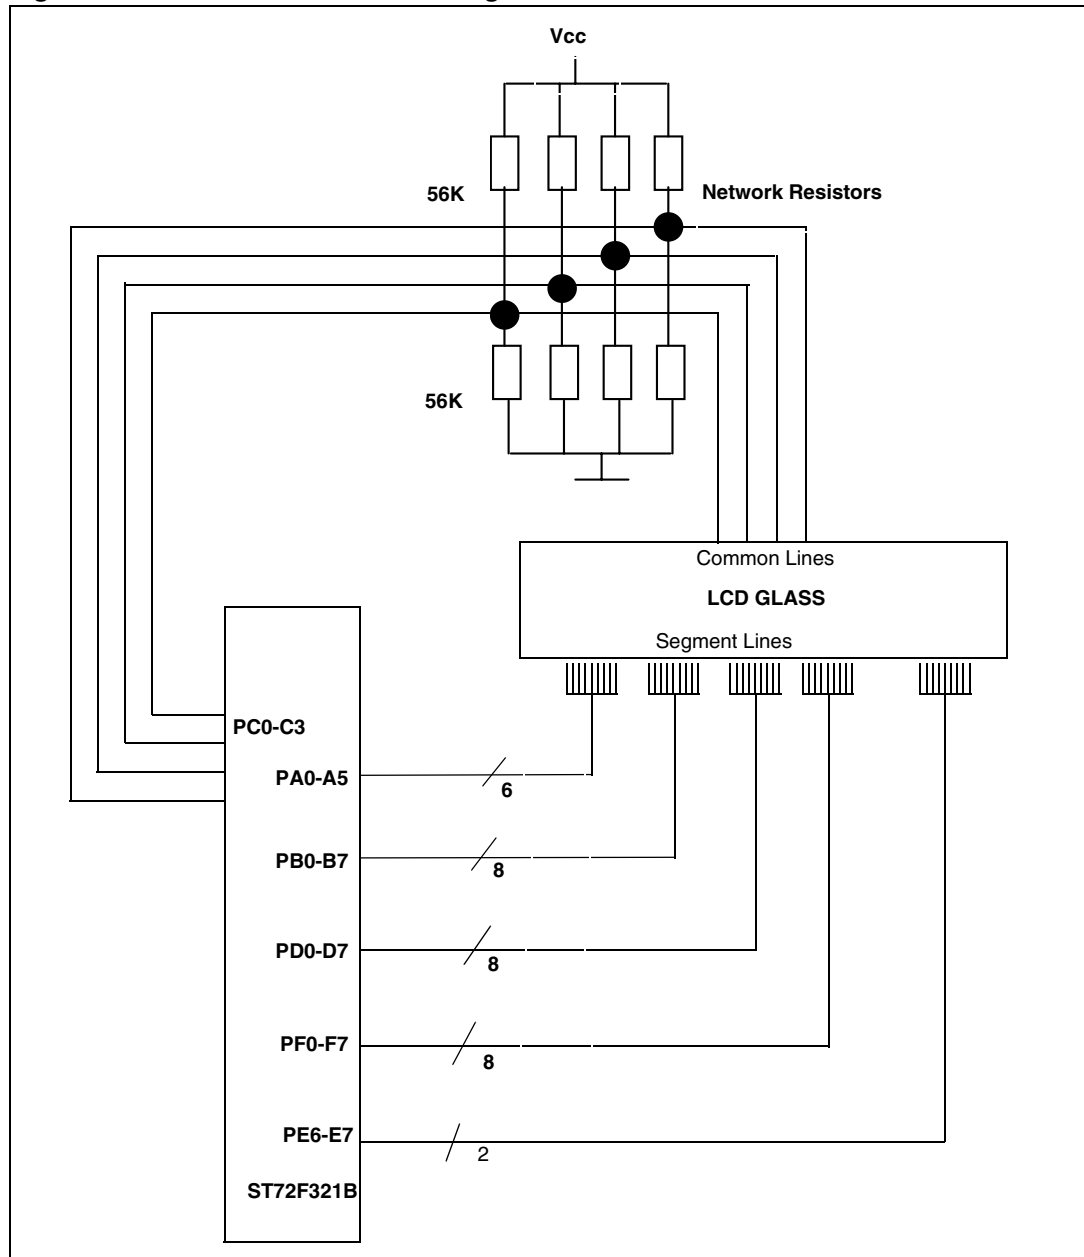 Vcc
56K
Network Resistors
56K
Common Lines
LCD GLASS
Segment Lines
PC0-C3
PA0-A5
6
PB0-B7
8
PD0-D7
8
PF0-F7
8
PE6-E7
2
ST72F321B